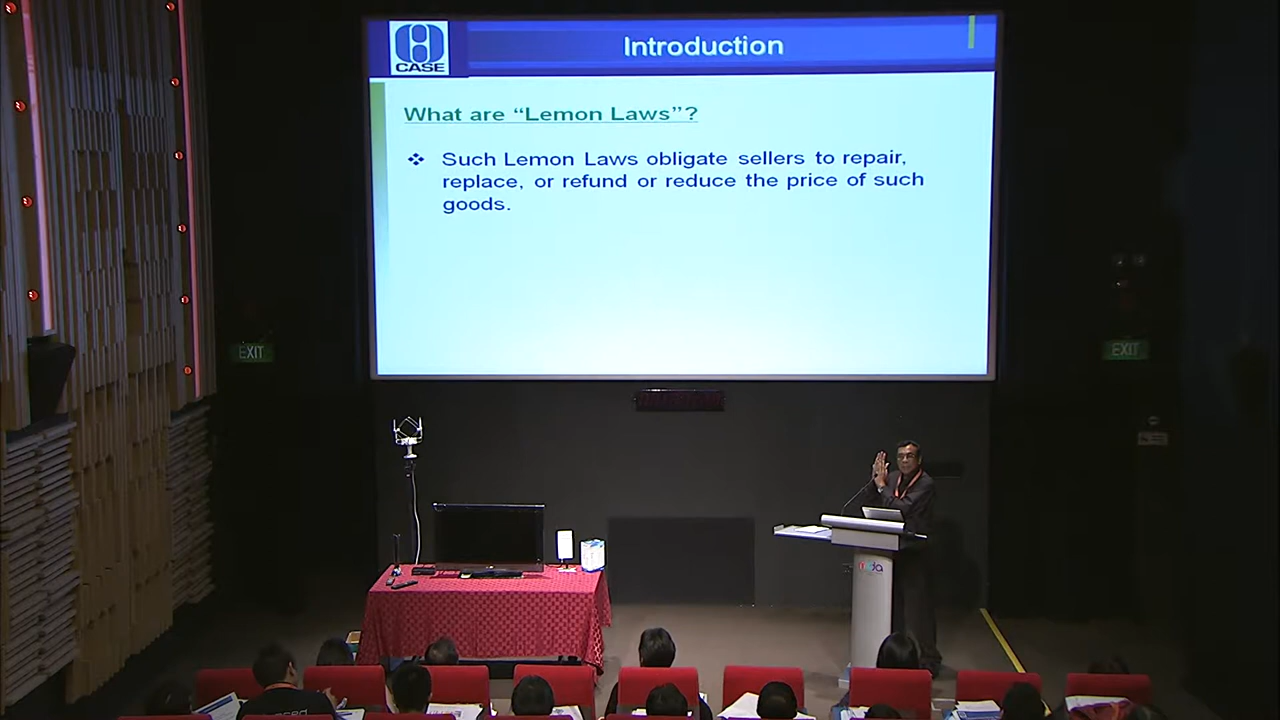 CASE
Introduction
What are “Lemon Laws”?
Such Lemon Laws obligate sellers to repair,
replace, or refund or reduce the price of such
goods.
EXIT
EXIT